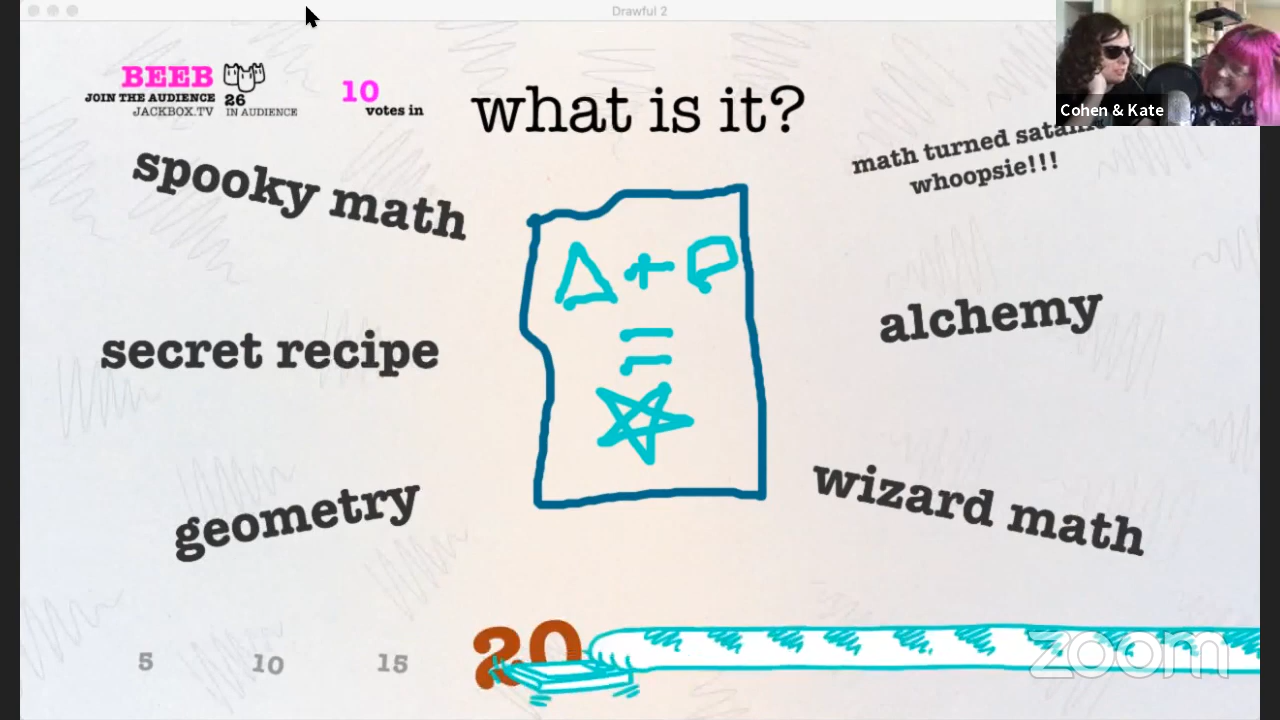 Drawful 2
BEEB
JOIN THE AUDIENCE
JACKBOX.TV
26
IN AUDIENCE
10
votes in
what is it?
Cohen & Kate
spooky math
math turned satanic
whoopsie!!!
secret recipe
alchemy
geometry
wizard math
Δ + P
=
5
10
15
20
zoom